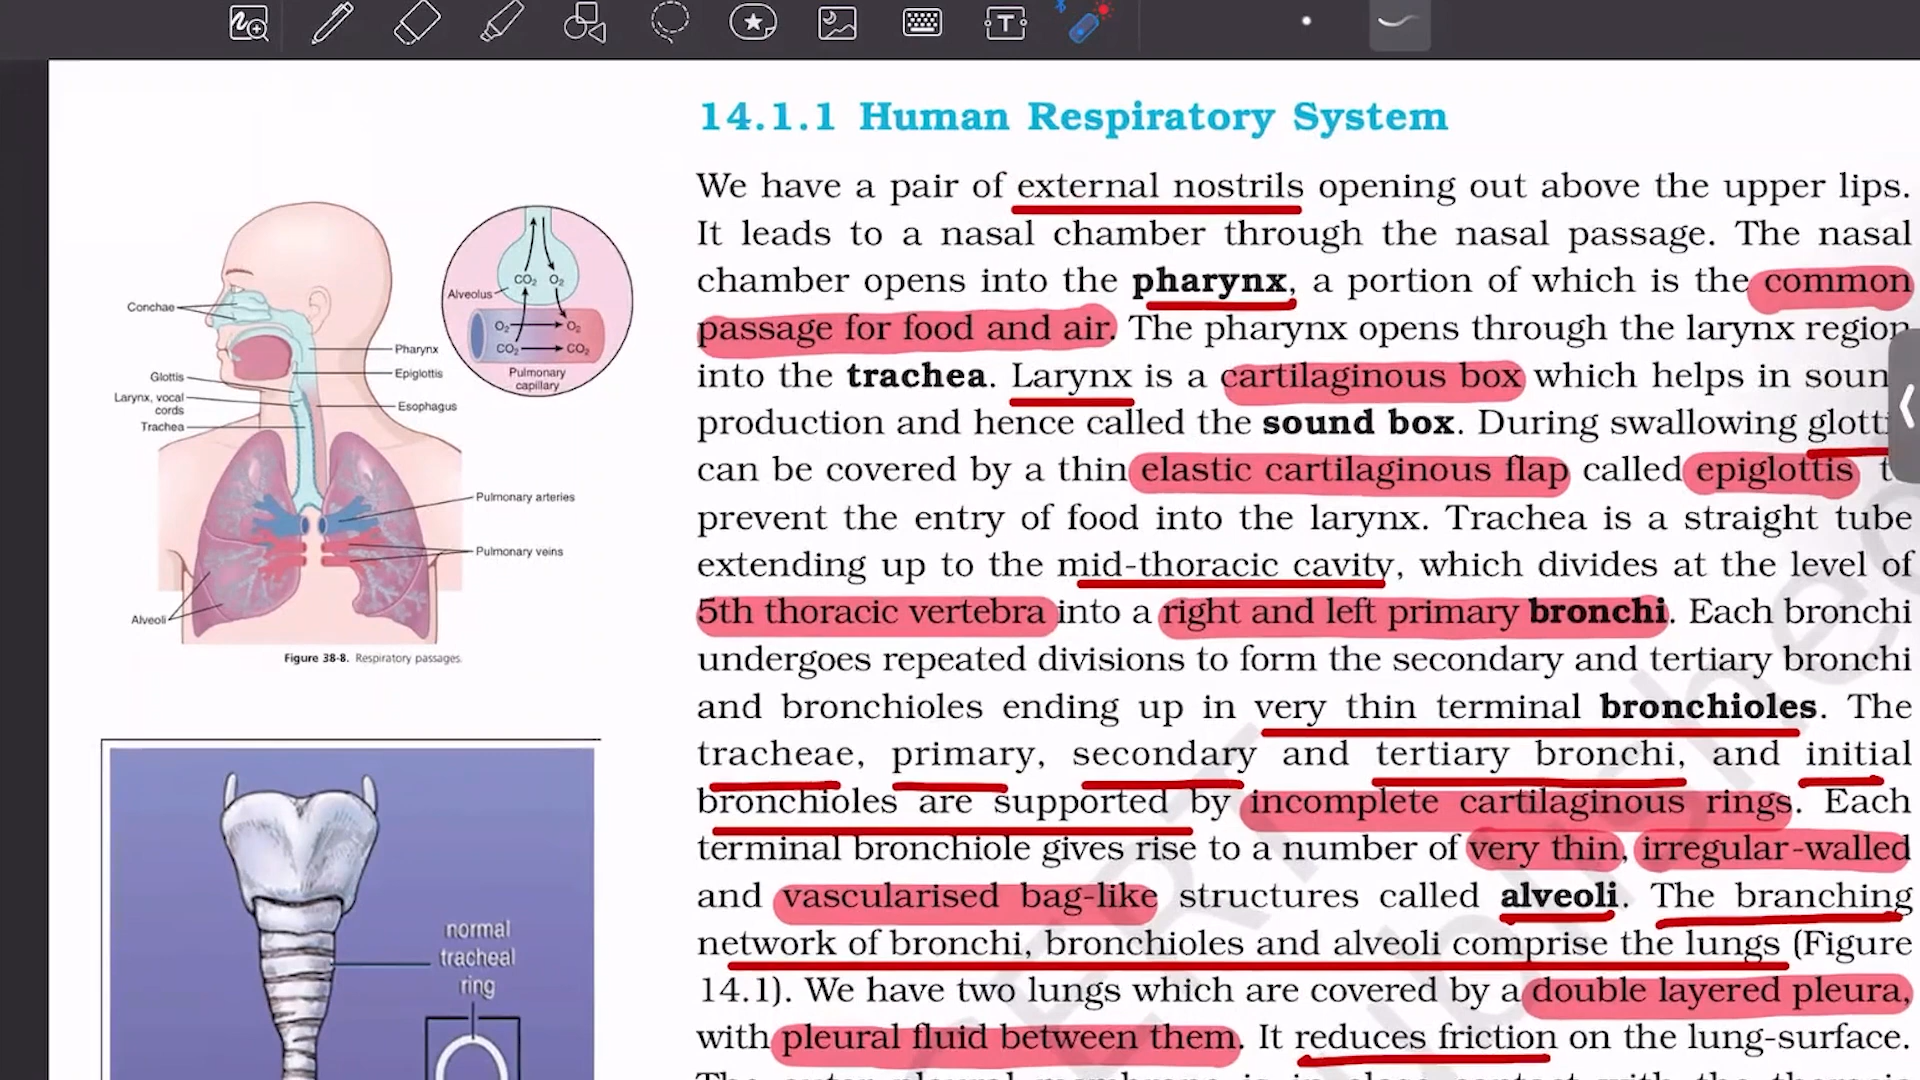 14.1.1 Human Respiratory System
We have a pair of external nostrils opening out above the upper lips.
It leads to a nasal chamber through the nasal passage. The nasal
chamber opens into the pharynx, a portion of which is the common
passage for food and air. The pharynx opens through the larynx region
into the trachea. Larynx is a cartilaginous box which helps in soun
production and hence called the sound box. During swallowing glotti
can be covered by a thin elastic cartilaginous flap called epiglottis t
prevent the entry of food into the larynx. Trachea is a straight tube
extending up to the mid-thoracic cavity, which divides at the level of
5th thoracic vertebra into a right and left primary bronchi. Each bronchi
undergoes repeated divisions to form the secondary and tertiary bronchi
and bronchioles ending up in very thin terminal bronchioles. The
tracheae, primary, secondary and tertiary bronchi, and initial
bronchioles are supported by incomplete cartilaginous rings. Each
terminal bronchiole gives rise to a number of very thin, irregular-walled
and vascularised bag-like structures called alveoli. The branching
network of bronchi, bronchioles and alveoli comprise the lungs (Figure
14.1). We have two lungs which are covered by a double layered pleura,
with pleural fluid between them. It reduces friction on the lung-surface.
Conchae
Glottis
Larynx, vocal
cords
Trachea
Alveoli
Pharynx
Epiglottis
Esophagus
Pulmonary arteries
Pulmonary veins
Alveolus
CO2 O2
O2 O2
CO2 CO2
Pulmonary
capillary
Figure 38-8. Respiratory passages.
normal
tracheal
ring
T